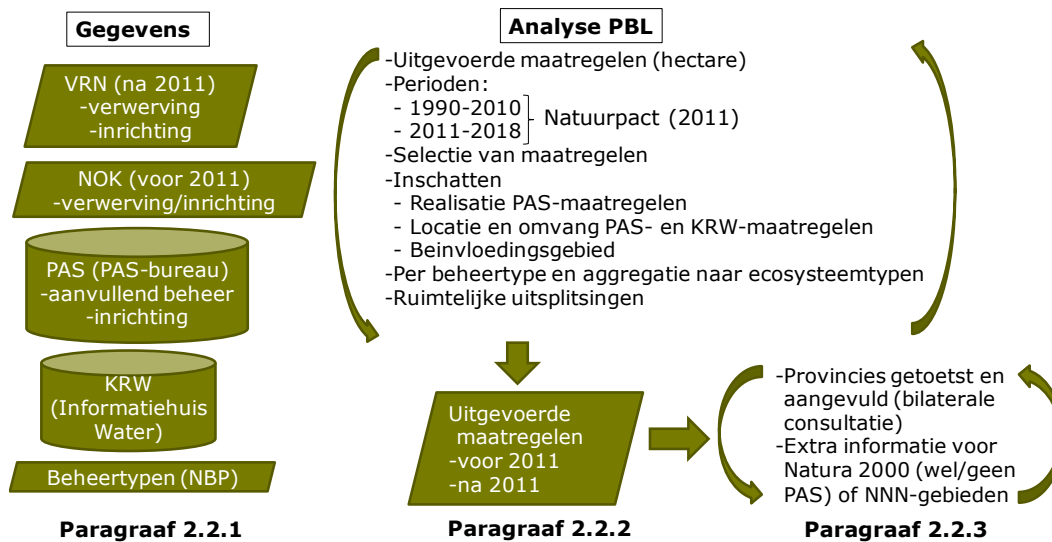 Gegevens
VRN (na 2011)
-verwerving
-inrichting
NOK (voor 2011)
-verwerving/inrichting
PAS (PAS-bureau)
-aanvullend beheer
-inrichting
KRW
(Informatiehuis
Water)
Beheertypen (NBP)
Paragraaf 2.2.1
Analyse PBL
-Uitgevoerde maatregelen (hectare)
-Perioden:
- 1990-2010
- 2011-2018
Natuurpact (2011)
-Selectie van maatregelen
-Inschatten
- Realisatie PAS-maatregelen
- Locatie en omvang PAS- en KRW-maatregelen
- Beinvloedingsgebied
-Per beheertype en aggregatie naar ecosysteemtypen
-Ruimtelijke uitsplitsingen
Uitgevoerde
maatregelen
-voor 2011
-na 2011
Paragraaf 2.2.2
-Provincies getoetst en
aangevuld (bilaterale
consultatie)
-Extra informatie voor
Natura 2000 (wel/geen
PAS) of NNN-gebieden
Paragraaf 2.2.3